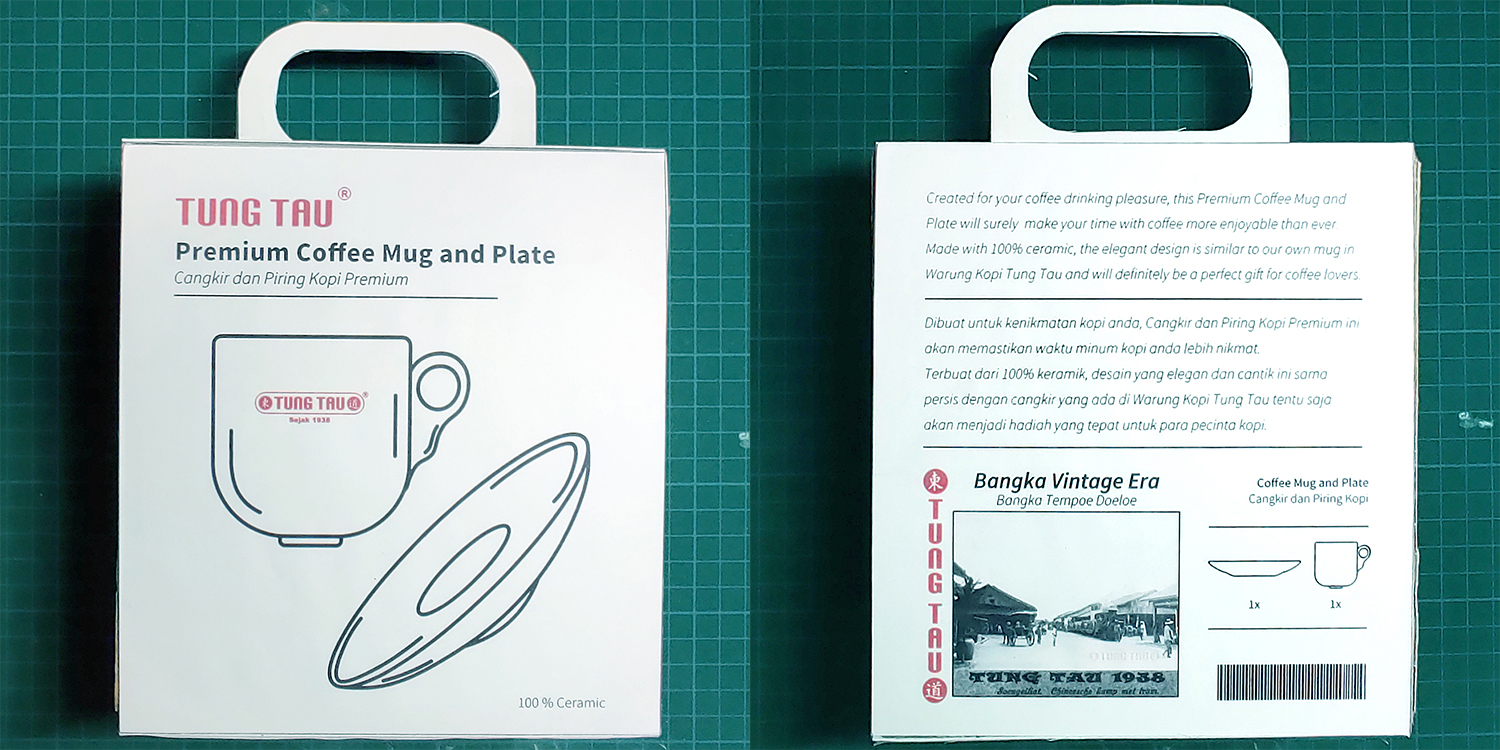 TUNG TAU ®
Premium Coffee Mug and Plate
Cangkir dan Piring Kopi Premium
東 TUNG TAU 道 ®
Sejak 1938
100 % Ceramic
Created for your coffee drinking pleasure, this Premium Coffee Mug and
Plate will surely make your time with coffee more enjoyable than ever.
Made with 100% ceramic, the elegant design is similar to our own mug in
Warung Kopi Tung Tau and will definitely be a perfect gift for coffee lovers.
Dibuat untuk kenikmatan kopi anda, Cangkir dan Piring Kopi Premium ini
akan memastikan waktu minum kopi anda lebih nikmat.
Terbuat dari 100% keramik, desain yang elegan dan cantik ini sama
persis dengan cangkir yang ada di Warung Kopi Tung Tau tentu saja
akan menjadi hadiah yang tepat untuk para pecinta kopi.
東 TUNG TAU 道
Bangka Vintage Era
Bangka Tempoe Doeloe
TUNG TAU 1938
Soengeiliat. Chineesche kamp met tram.
Coffee Mug and Plate
Cangkir dan Piring Kopi
1x
1x